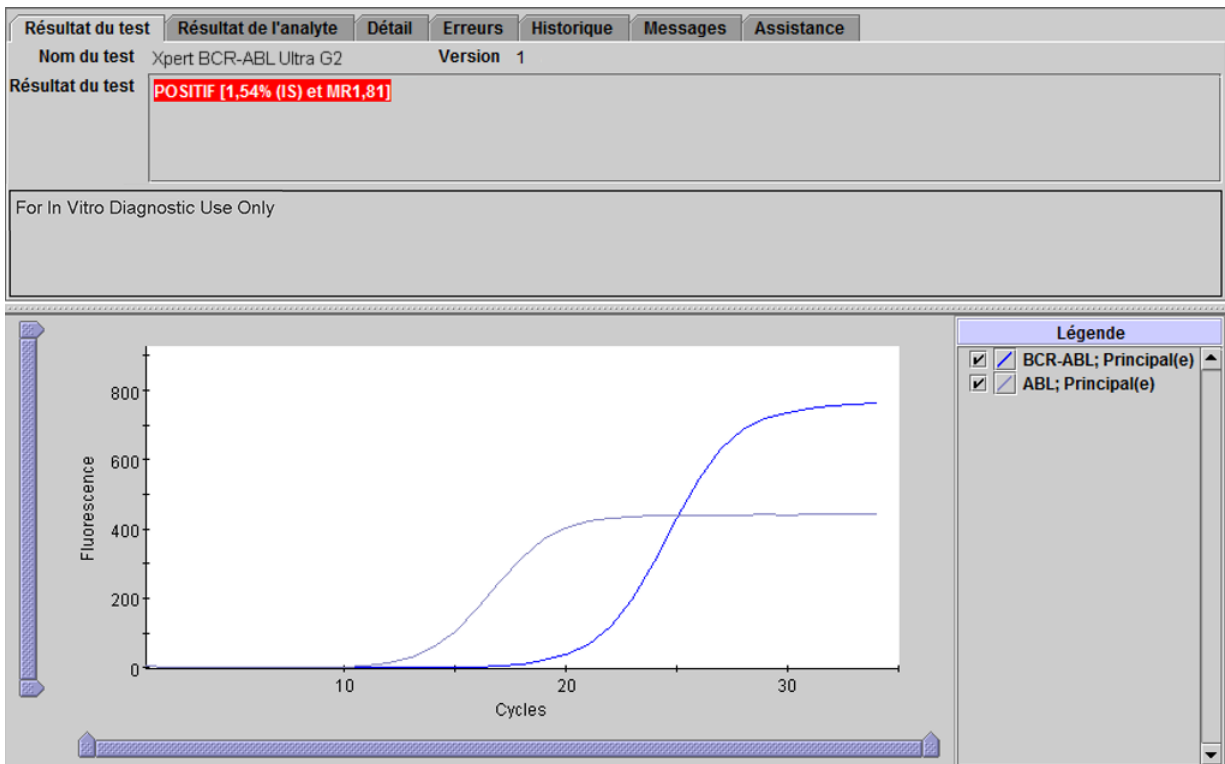 Résultat du test Résultat de l'analyte Détail Erreurs Historique Messages Assistance
Nom du test Xpert BCR-ABL Ultra G2 Version 1
Résultat du test POSITIF [1,54% (IS) et MR1,81]
For In Vitro Diagnostic Use Only
Légende
BCR-ABL; Principal(e)
ABL; Principal(e)
800
600
400
200
0
Fluorescence
10 20 30
Cycles